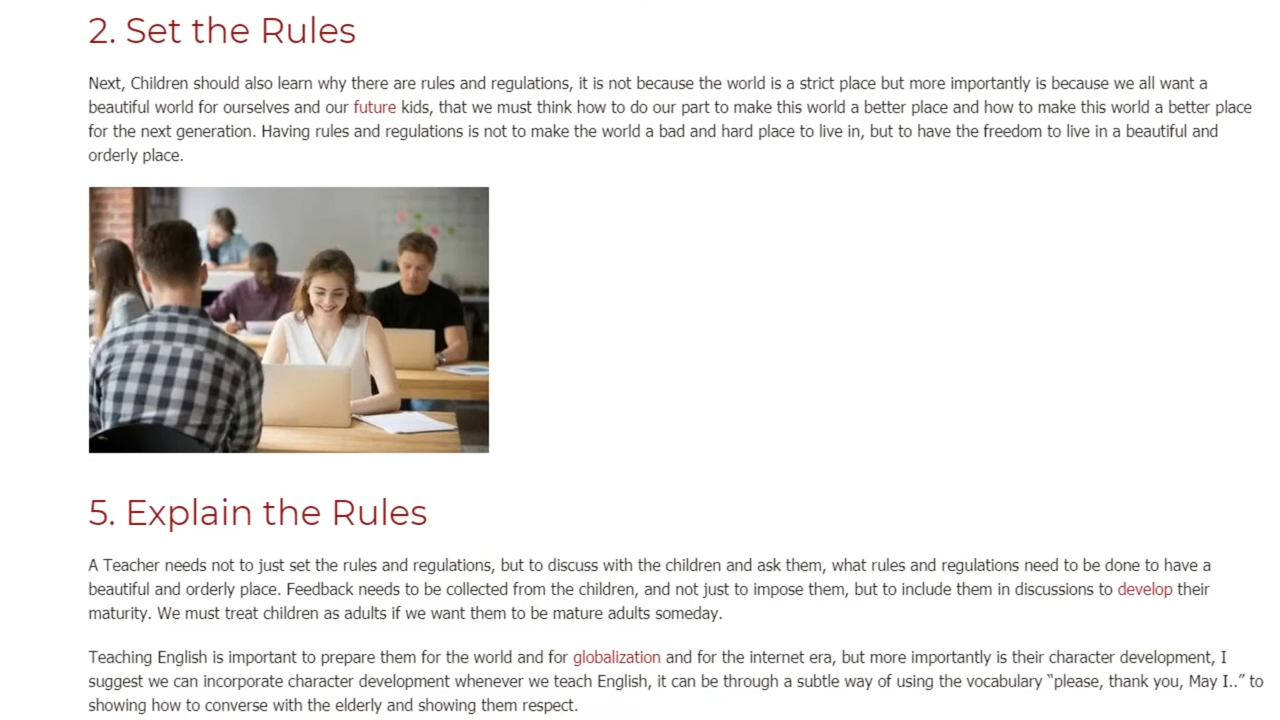 2. Set the Rules
Next, Children should also learn why there are rules and regulations, it is not because the world is a strict place but more importantly is because we all want a
beautiful world for ourselves and our future kids, that we must think how to do our part to make this world a better place and how to make this world a better place
for the next generation. Having rules and regulations is not to make the world a bad and hard place to live in, but to have the freedom to live in a beautiful and
orderly place.
5. Explain the Rules
A Teacher needs not to just set the rules and regulations, but to discuss with the children and ask them, what rules and regulations need to be done to have a
beautiful and orderly place. Feedback needs to be collected from the children, and not just to impose them, but to include them in discussions to develop their
maturity. We must treat children as adults if we want them to be mature adults someday.
Teaching English is important to prepare them for the world and for globalization and for the internet era, but more importantly is their character development, I
suggest we can incorporate character development whenever we teach English, it can be through a subtle way of using the vocabulary “please, thank you, May I..” to
showing how to converse with the elderly and showing them respect.